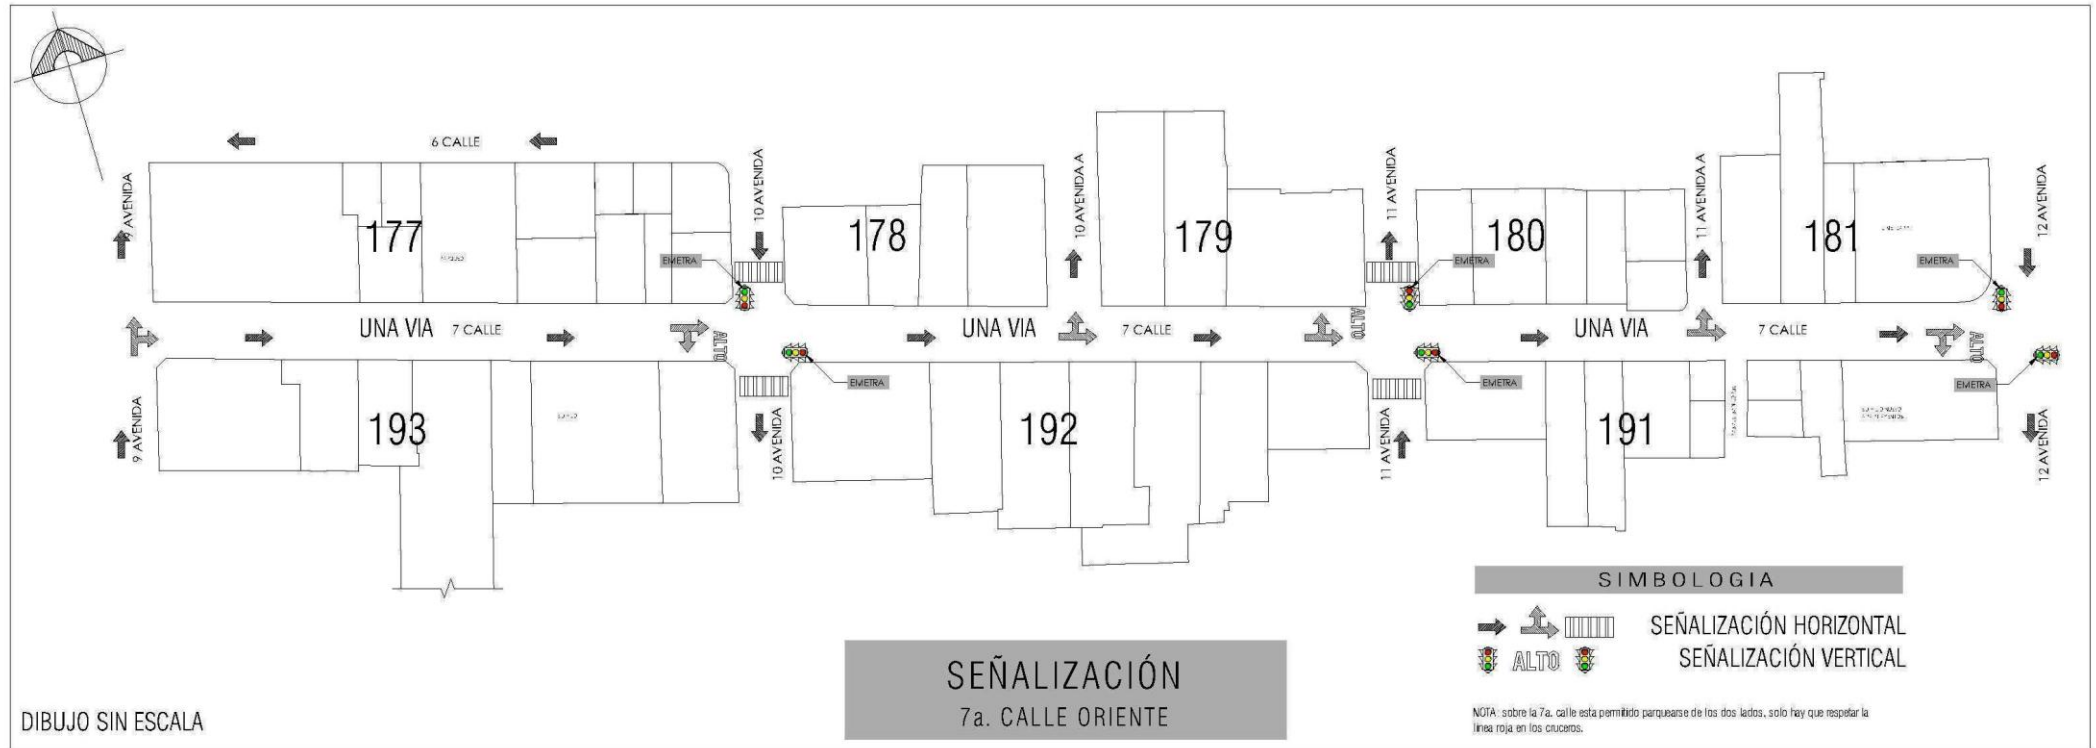 6 CALLE
9 AVENIDA
10 AVENIDA
10 AVENIDA A
11 AVENIDA
11 AVENIDA A
12 AVENIDA
177
178
179
180
181
EMETRA
EMETRA
EMETRA
UNA VIA
7 CALLE
ALTO
UNA VIA
7 CALLE
ALTO
UNA VIA
7 CALLE
ALTO
EMETRA
EMETRA
EMETRA
9 AVENIDA
193
10 AVENIDA
192
11 AVENIDA
191
12 AVENIDA
SIMBOLOGIA
SEÑALIZACIÓN HORIZONTAL
ALTO
SEÑALIZACIÓN VERTICAL
NOTA: sobre la 7a. calle esta permitido parquearse de los dos lados, solo hay que respetar la
linea roja en los cruceros.
SEÑALIZACIÓN
7a. CALLE ORIENTE
DIBUJO SIN ESCALA